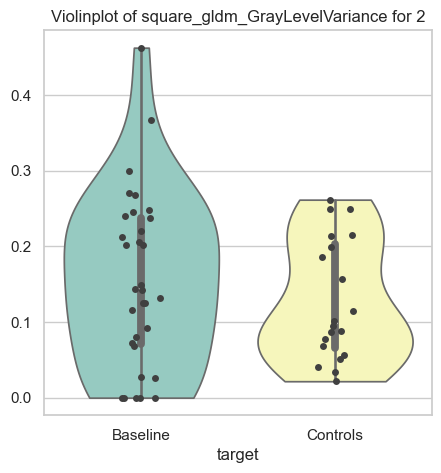 Violinplot of square_gldm_GrayLevelVariance for 2
0.4
0.3
0.2
0.1
0.0
Baseline
Controls
target